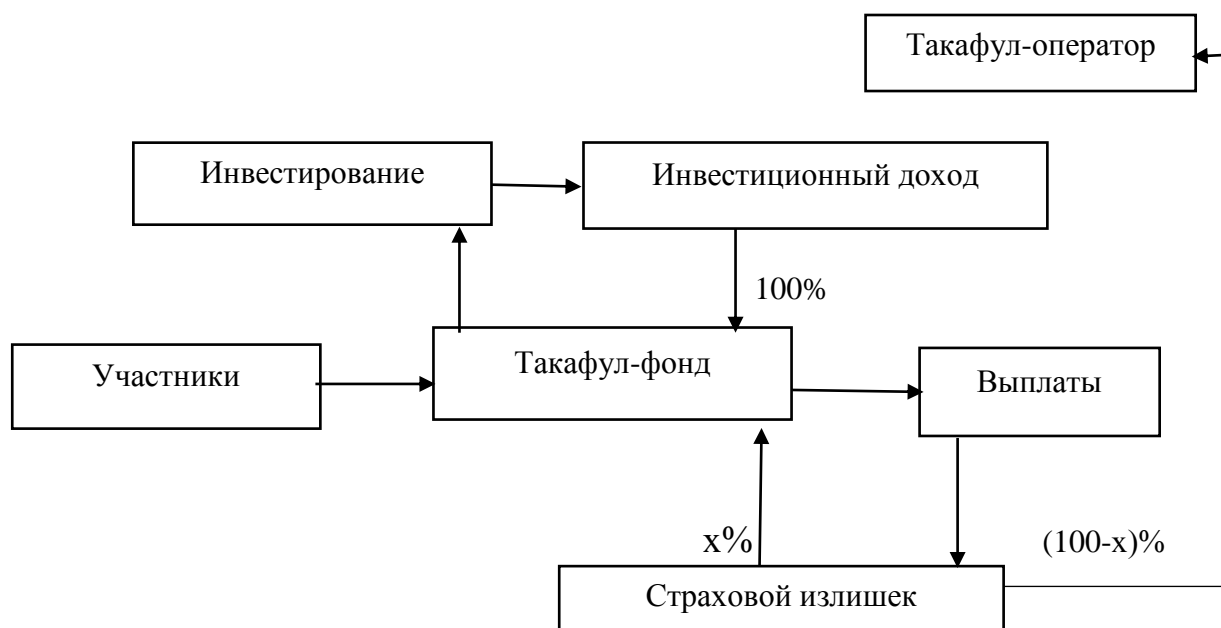 Такафул-оператор
Инвестирование
Инвестиционный доход
100%
Участники
Такафул-фонд
Выплаты
x%
(100-x)%
Страховой излишек